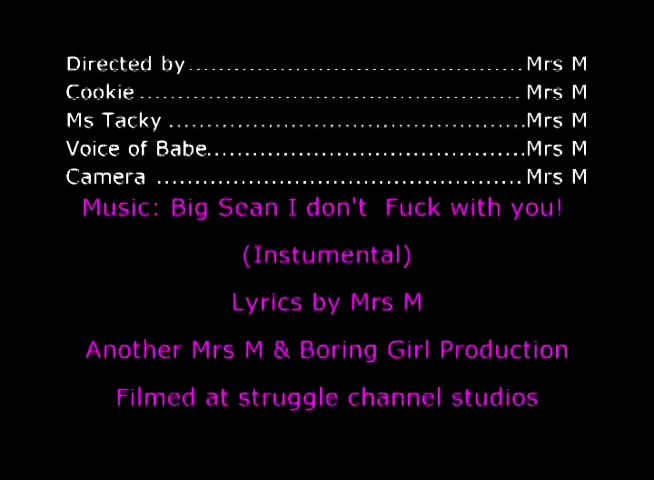 Directed by.............................................Mrs M
Cookie ..................................................Mrs M
Ms Tacky ................................................Mrs M
Voice of Babe...........................................Mrs M
Camera .................................................Mrs M
Music: Big Sean I don't Fuck with you!
(Instumental)
Lyrics by Mrs M
Another Mrs M & Boring Girl Production
Filmed at struggle channel studios